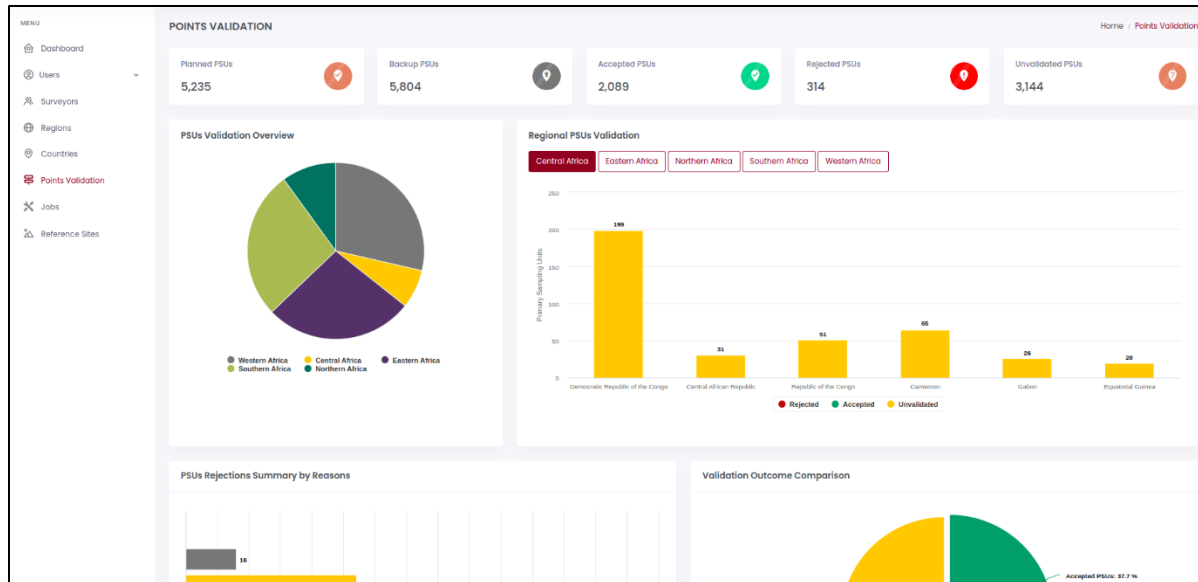 MENU
Dashboard
Users
Surveyors
Regions
Countries
Points Validation
Jobs
Reference Sites
POINTS VALIDATION
Home / Points Validation
Planned PSUs
5,235
Backup PSUs
5,804
Accepted PSUs
2,089
Rejected PSUs
314
Unvalidated PSUs
3,144
PSUs Validation Overview
Western Africa Central Africa Eastern Africa
Southern Africa Northern Africa
Regional PSUs Validation
Central Africa Eastern Africa Northern Africa Southern Africa Western Africa
Primary Sampling Units
250
200
150
100
50
0
199
31
51
65
26
20
Democratic Republic of the Congo Central African Republic Republic of the Congo Cameroon Gabon Equatorial Guinea
Rejected Accepted Unvalidated
PSUs Rejections Summary by Reasons
16
Validation Outcome Comparison
Accepted PSUs: 37.7 %